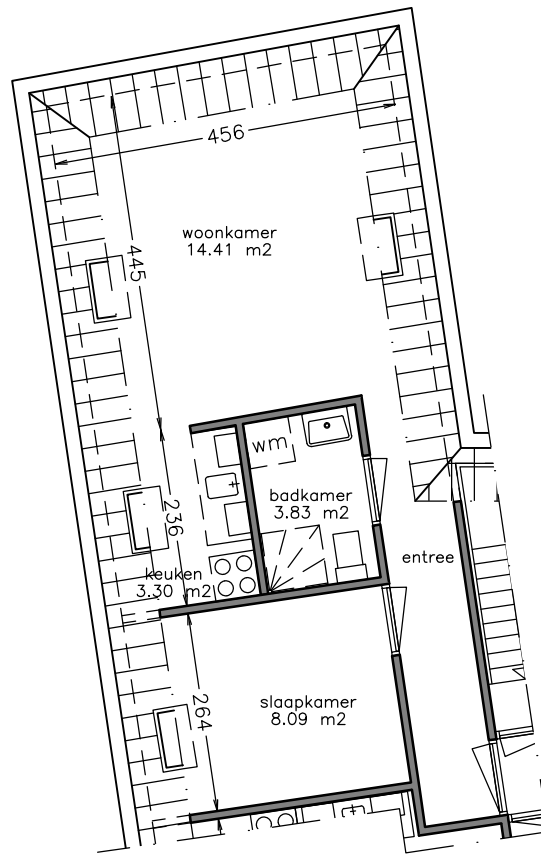 456
woonkamer
14.41 m2
445
wm
badkamer
3.83 m2
236
entree
keuken
3.30 m2
slaapkamer
8.09 m2
264